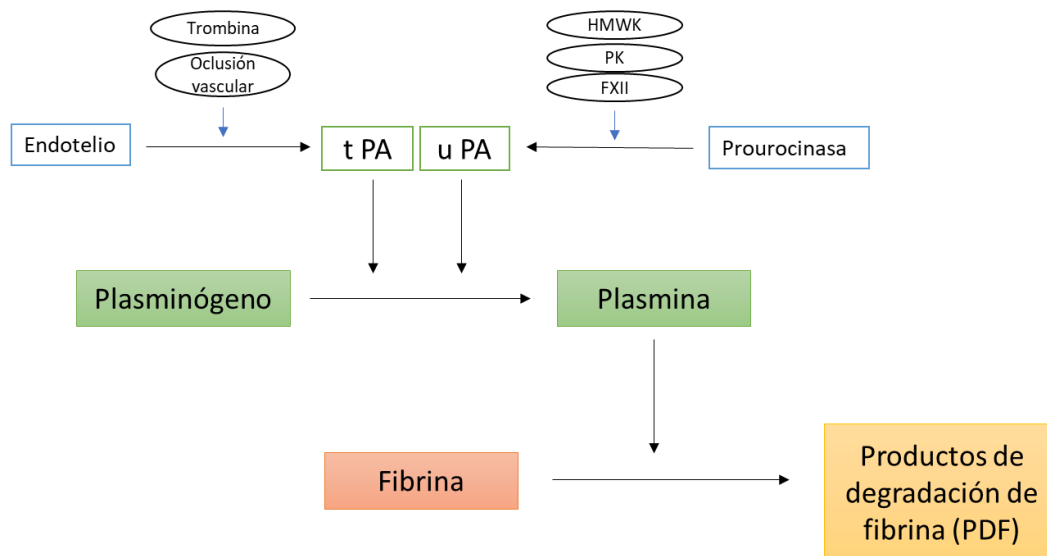 Trombina
Oclusión
vascular
HMWK
PK
FXII
Endotelio
t PA
u PA
Prourocinasa
Plasminógeno
Plasmina
Fibrina
Productos de
degradación de
fibrina (PDF)